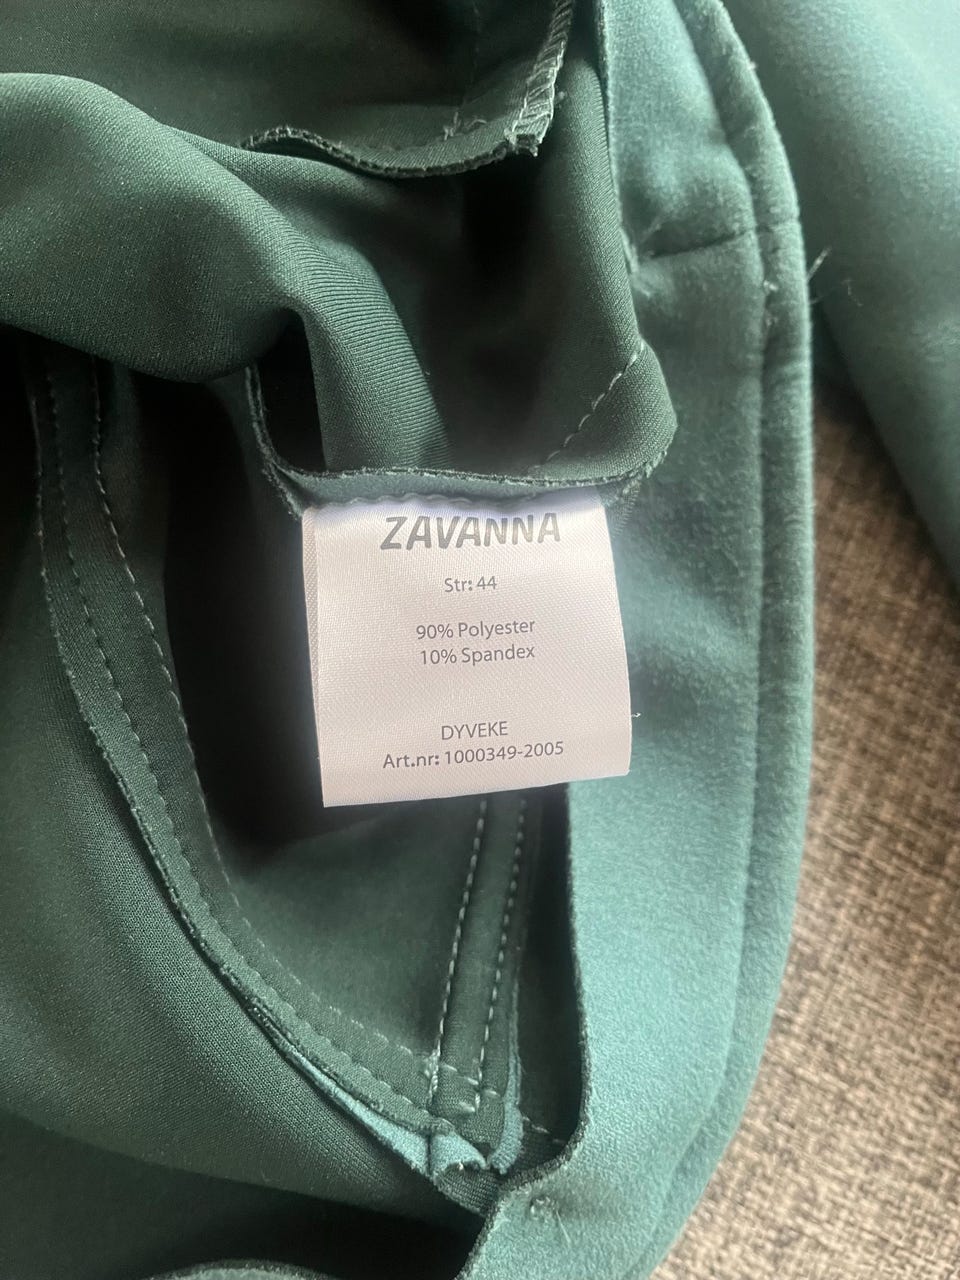 ZAVANNA
Str: 44
90% Polyester
10% Spandex
DYVEKE
Art.nr: 1000349-2005